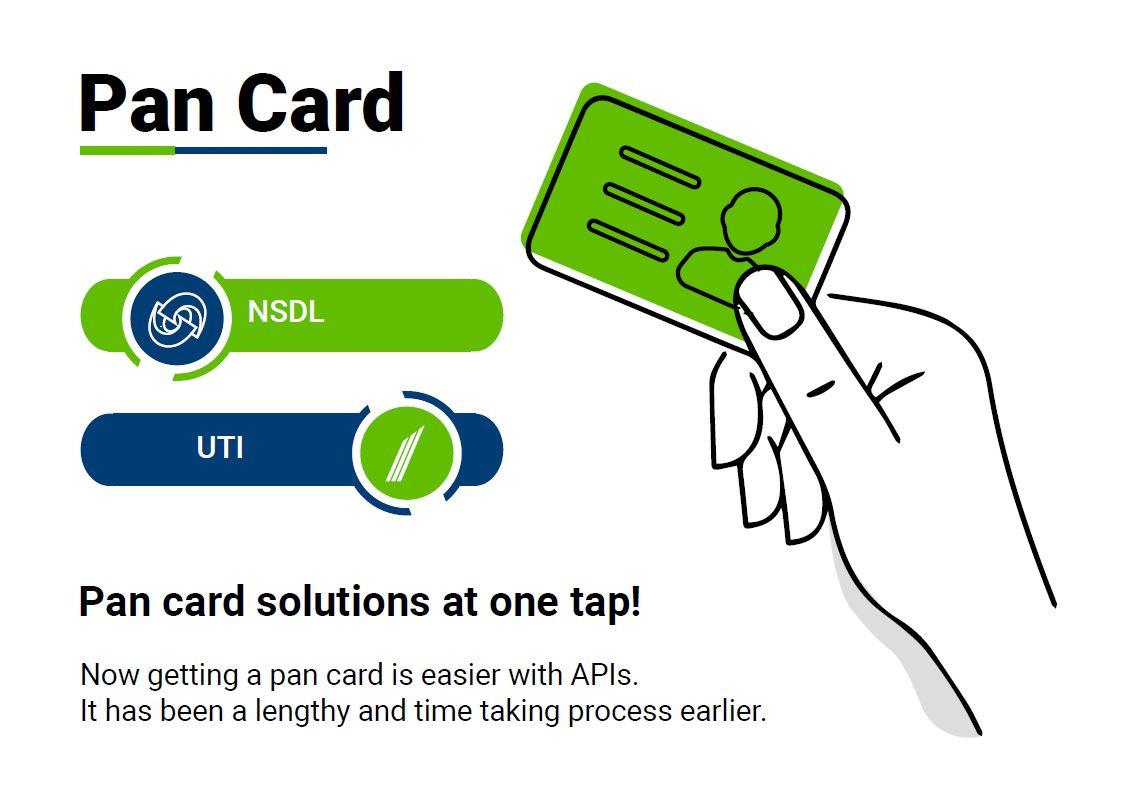 Pan Card
NSDL
UTI
Pan card solutions at one tap!
Now getting a pan card is easier with APIs.
It has been a lengthy and time taking process earlier.